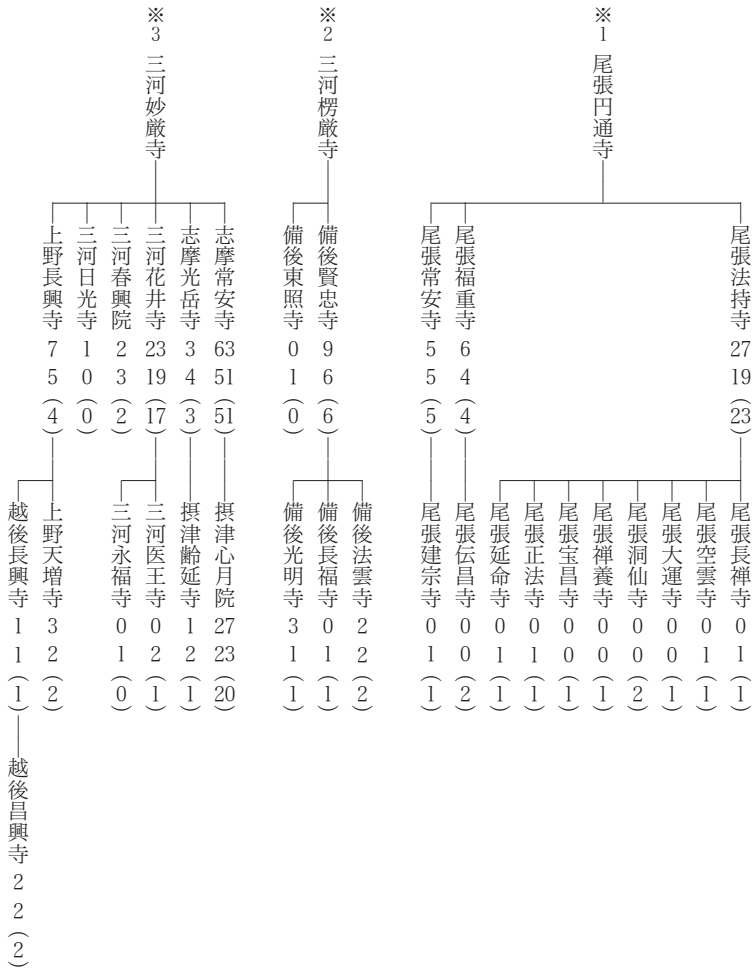 ※1 尾張円通寺
尾張法持寺 27 19 (23)
尾張長禅寺 0 1 (1)
尾張空雲寺 0 1 (1)
尾張大運寺 0 0 (1)
尾張洞仙寺 0 0 (2)
尾張禅養寺 0 0 (1)
尾張宝昌寺 0 0 (1)
尾張正法寺 0 1 (1)
尾張延命寺 0 1 (1)
尾張福重寺 6 4 (4)
尾張伝昌寺 0 0 (2)
尾張常安寺 5 5 (5)
尾張建宗寺 0 1 (1)
※2 三河楞厳寺
備後賢忠寺 9 6 (6)
備後法雲寺 2 2 (2)
備後長福寺 0 1 (1)
備後光明寺 3 1 (1)
備後東照寺 0 1 (0)
※3 三河妙厳寺
志摩常安寺 63 51 (51)
摂津心月院 27 23 (20)
志摩光岳寺 3 4 (3)
摂津齢延寺 1 2 (1)
三河花井寺 23 19 (17)
三河医王寺 0 2 (1)
三河永福寺 0 1 (0)
三河春興院 2 3 (2)
三河日光寺 1 0 (0)
上野長興寺 7 5 (4)
上野天増寺 3 2 (2)
越後長興寺 1 1 (1)
越後昌興寺 2 2 (2)